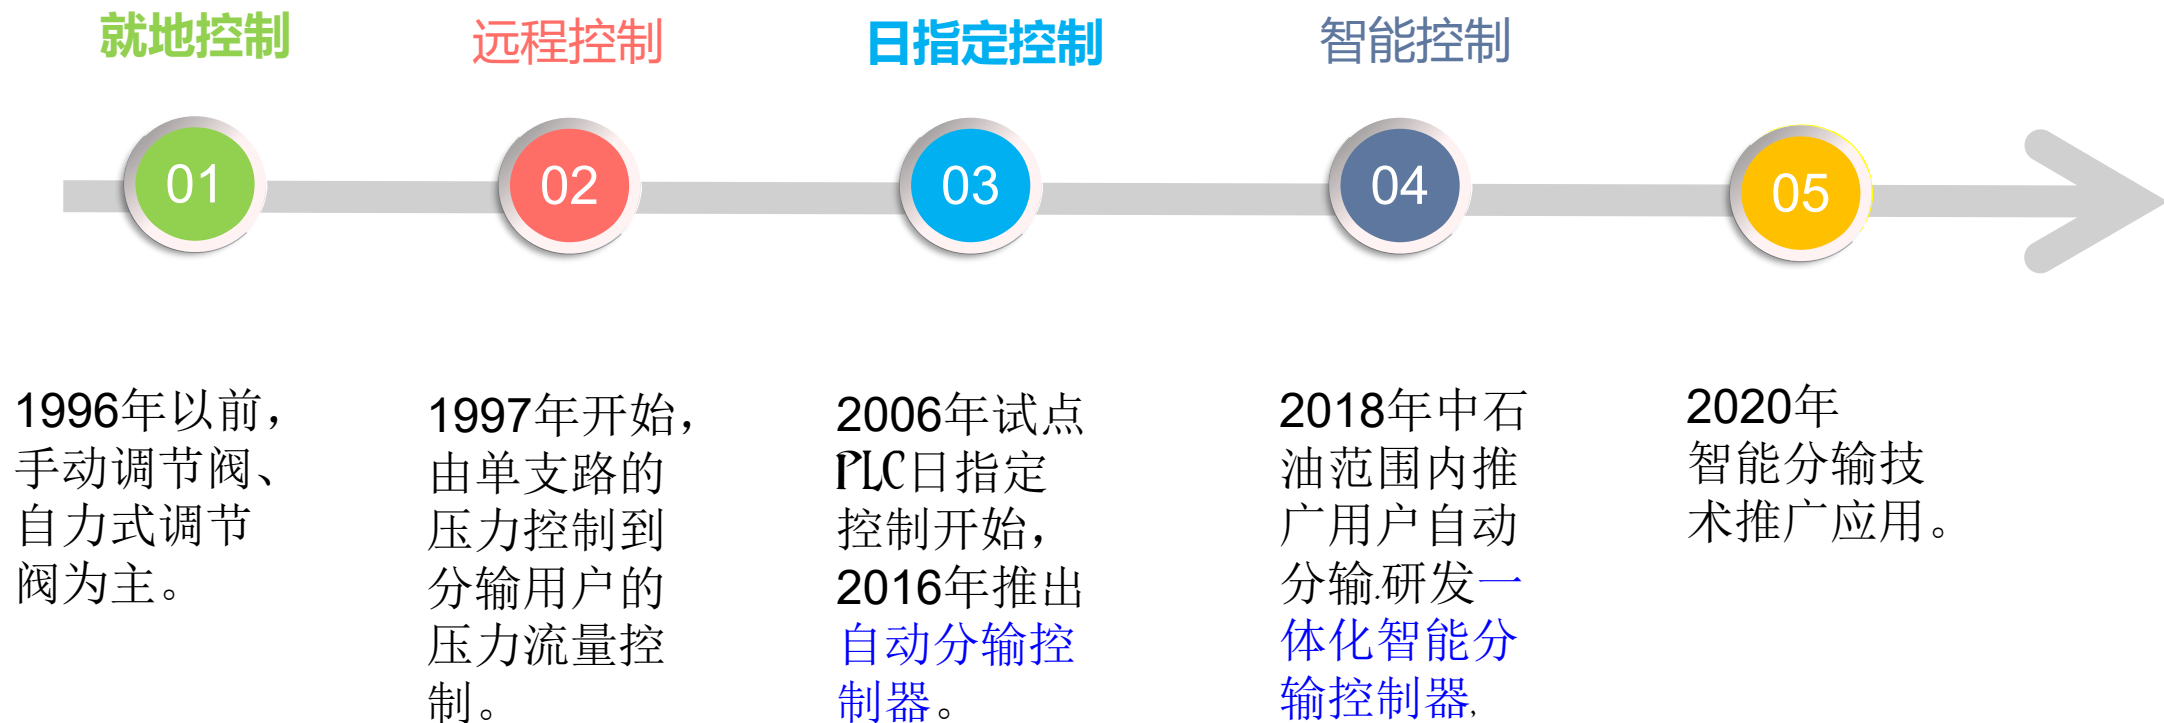 就地控制
远程控制
日指定控制
智能控制
01
02
03
04
05
1996年以前，
手动调节阀、
自力式调节
阀为主。
1997年开始，
由单支路的
压力控制到
分输用户的
压力流量控
制。
2006年试点
PLC日指定
控制开始，
2016年推出
自动分输控
制器。
2018年中石
油范围内推
广用户自动
分输.研发一
体化智能分
输控制器,
2020年
智能分输技
术推广应用。